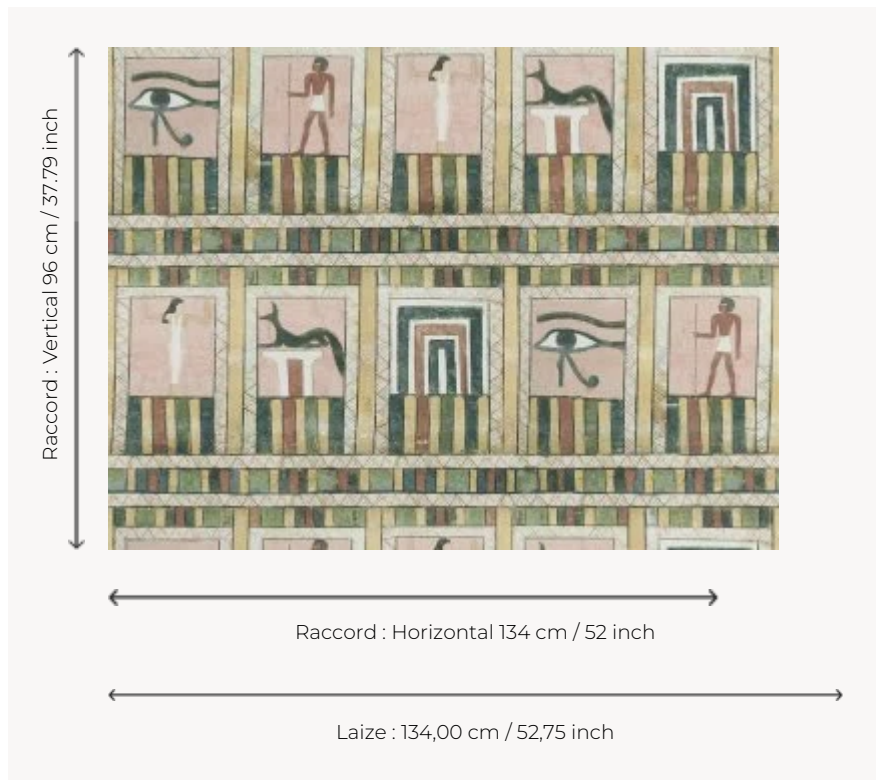 Raccord : Vertical 96 cm / 37.79 inch
Raccord : Horizontal 134 cm / 52 inch
Laize : 134,00 cm / 52,75 inch